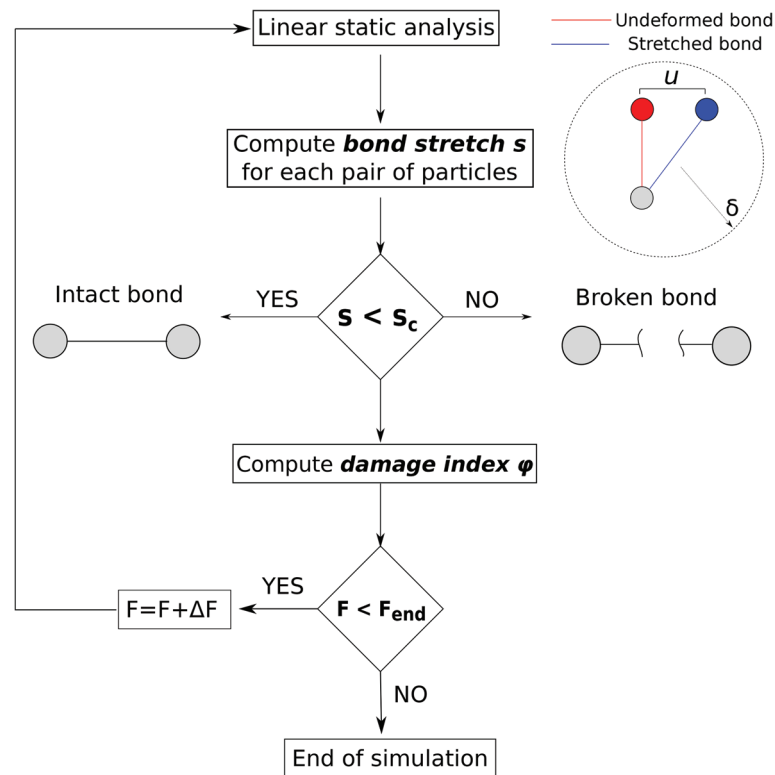 Linear static analysis
Undeformed bond
Stretched bond
u
Compute bond stretch s
for each pair of particles
δ
Intact bond
YES
s < sc
NO
Broken bond
Compute damage index φ
YES
F=F+ΔF
F < Fend
NO
End of simulation